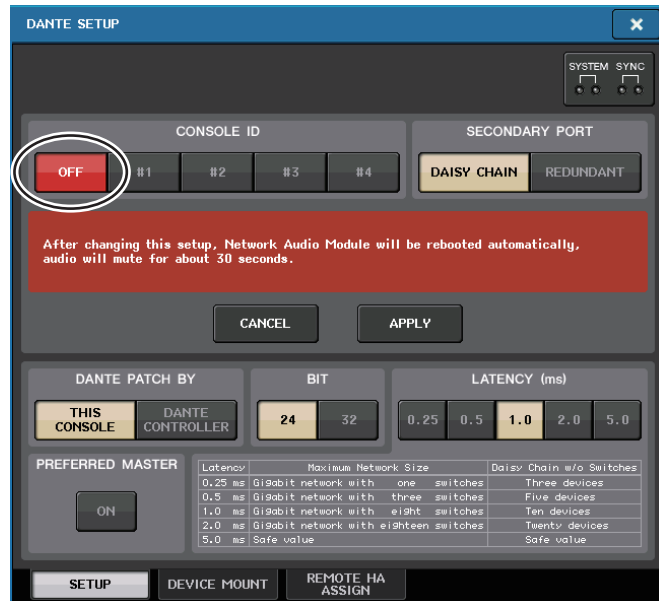 DANTE SETUP
×
SYSTEM SYNC
CONSOLE ID
SECONDARY PORT
OFF #1 #2 #3 #4
DAISY CHAIN REDUNDANT
After changing this setup, Network Audio Module will be rebooted automatically,
audio will mute for about 30 seconds.
CANCEL APPLY
DANTE PATCH BY
BIT
LATENCY (ms)
THIS
CONSOLE
DANTE
CONTROLLER
24 32
0.25 0.5 1.0 2.0 5.0
PREFERRED MASTER
ON
Latency Maximum Network Size Daisy Chain w/o Switches
0.25 ms Gigabit network with one switches Three devices
0.5 ms Gigabit network with three switches Five devices
1.0 ms Gigabit network with eight switches Ten devices
2.0 ms Gigabit network with eighteen switches Twenty devices
5.0 ms Safe value Safe value
SETUP
DEVICE MOUNT
REMOTE HA
ASSIGN